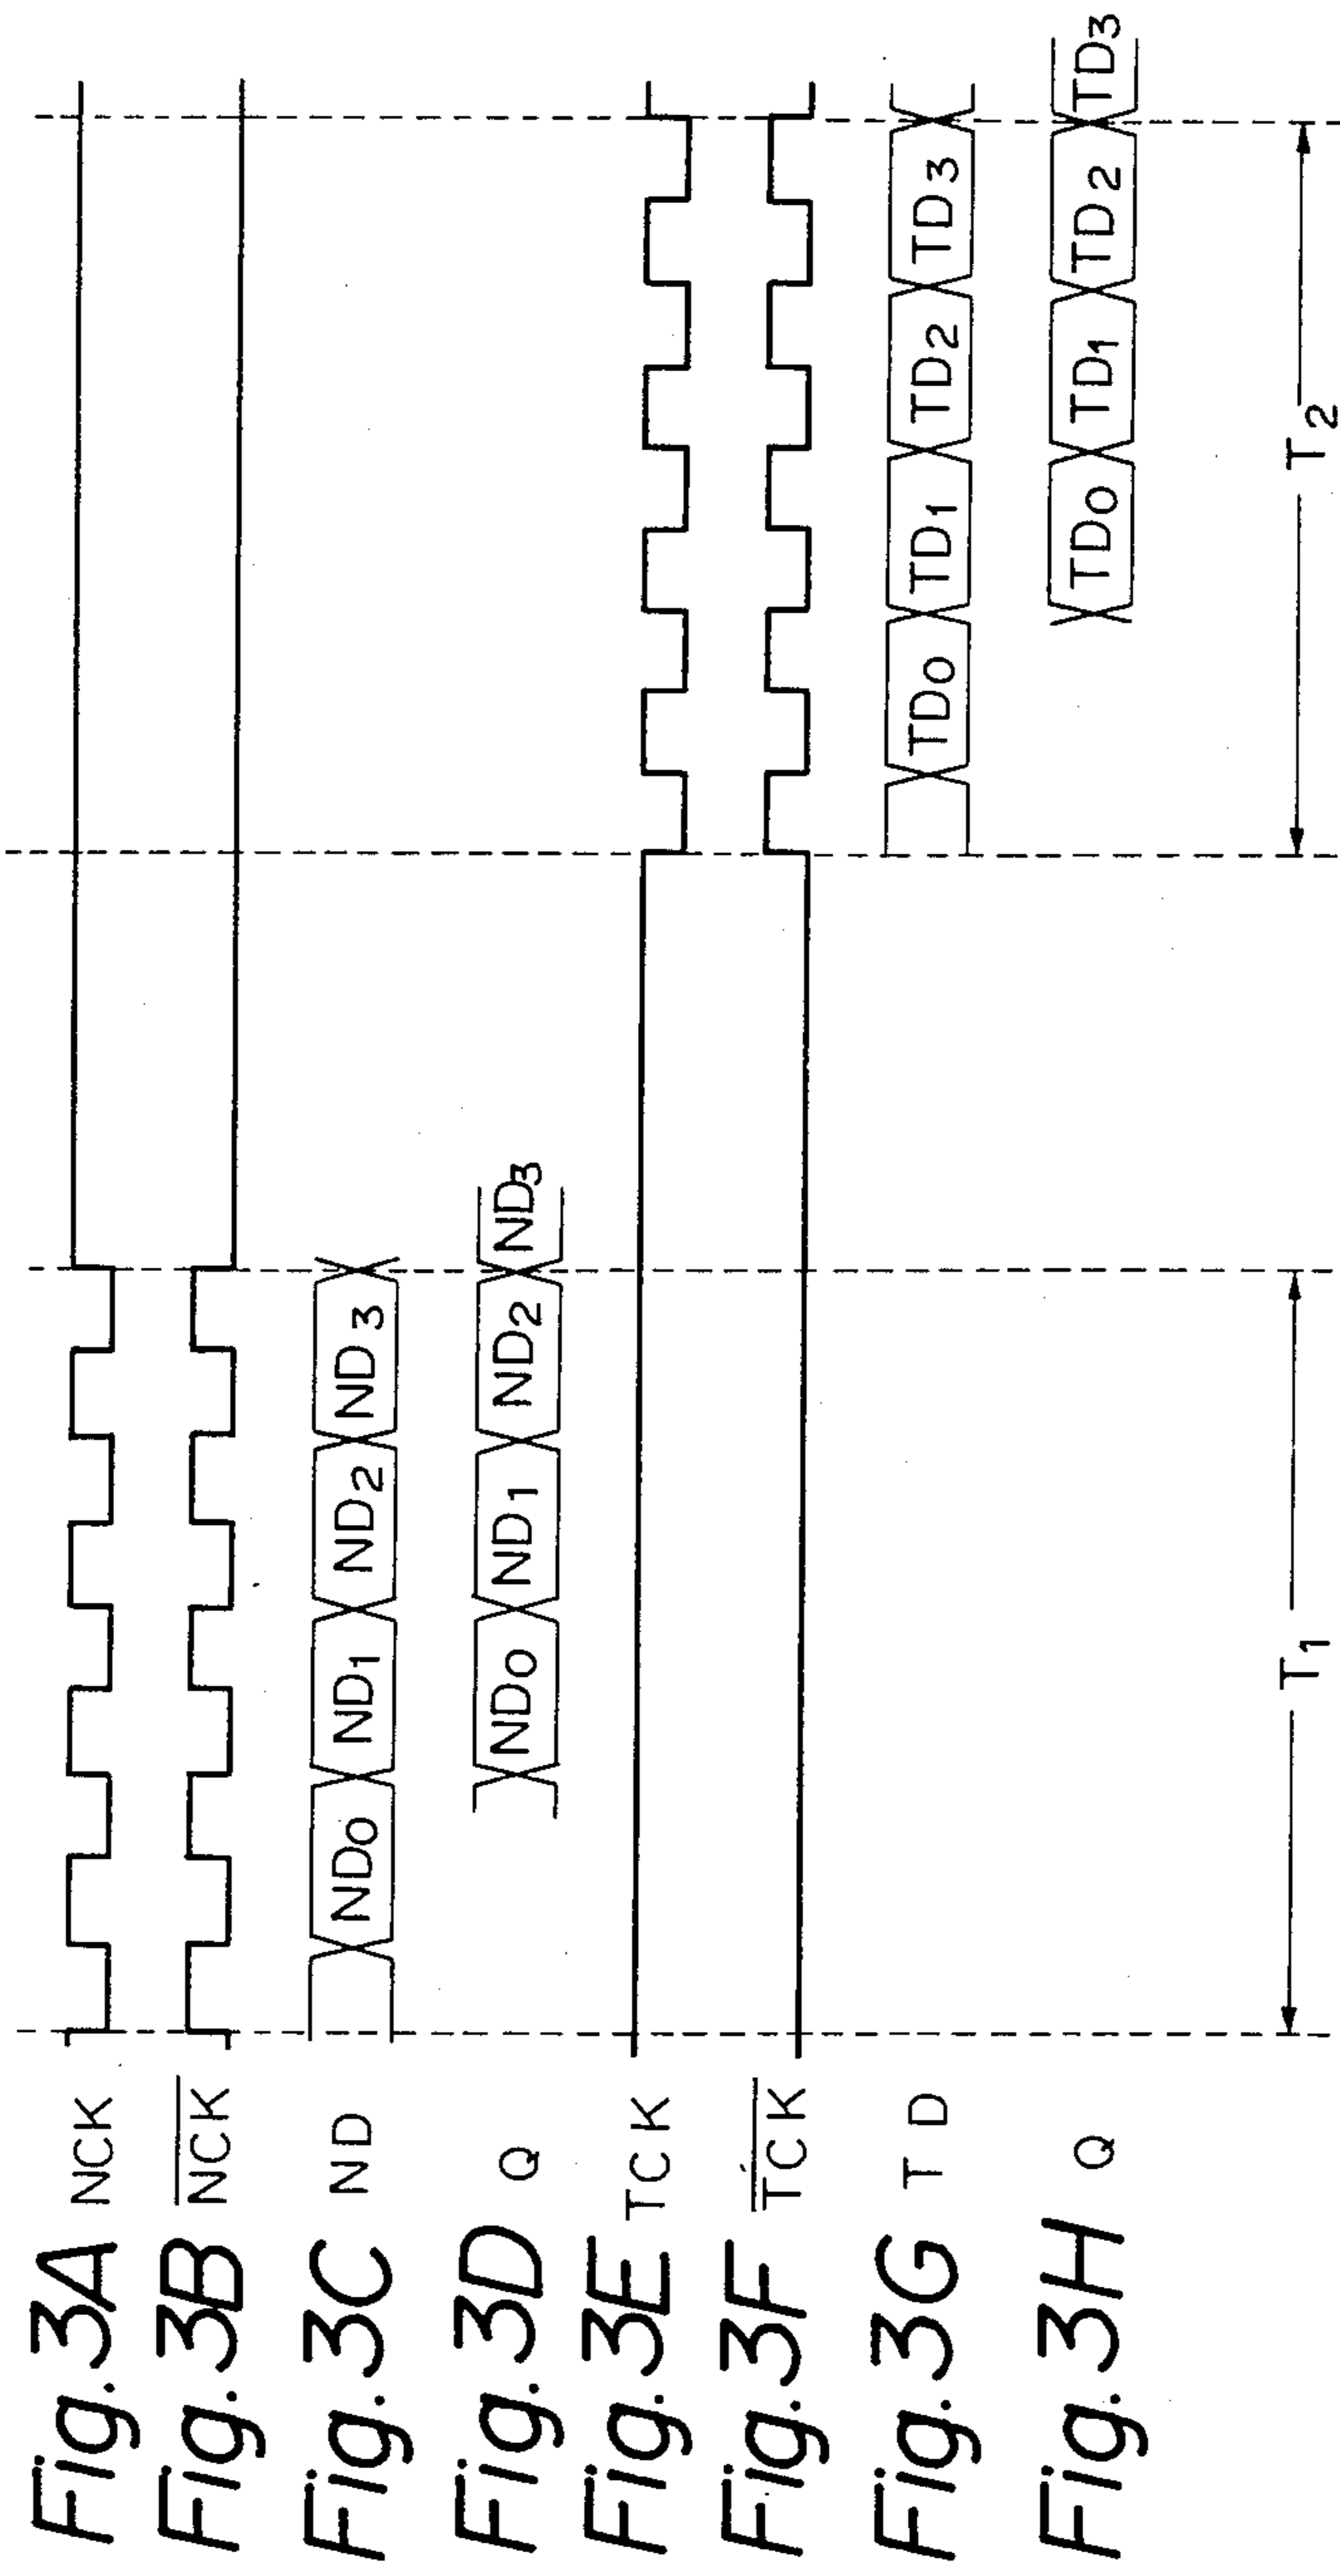 Fig. 3A NCK
Fig. 3B NCK
Fig. 3C ND ND0 ND1 ND2 ND3
Fig. 3D Q ND0 ND1 ND2 ND3
Fig. 3E TCK
Fig. 3F TCK
Fig. 3G TD TD0 TD1 TD2 TD3
Fig. 3H Q TD0 TD1 TD2 TD3
T1 T2